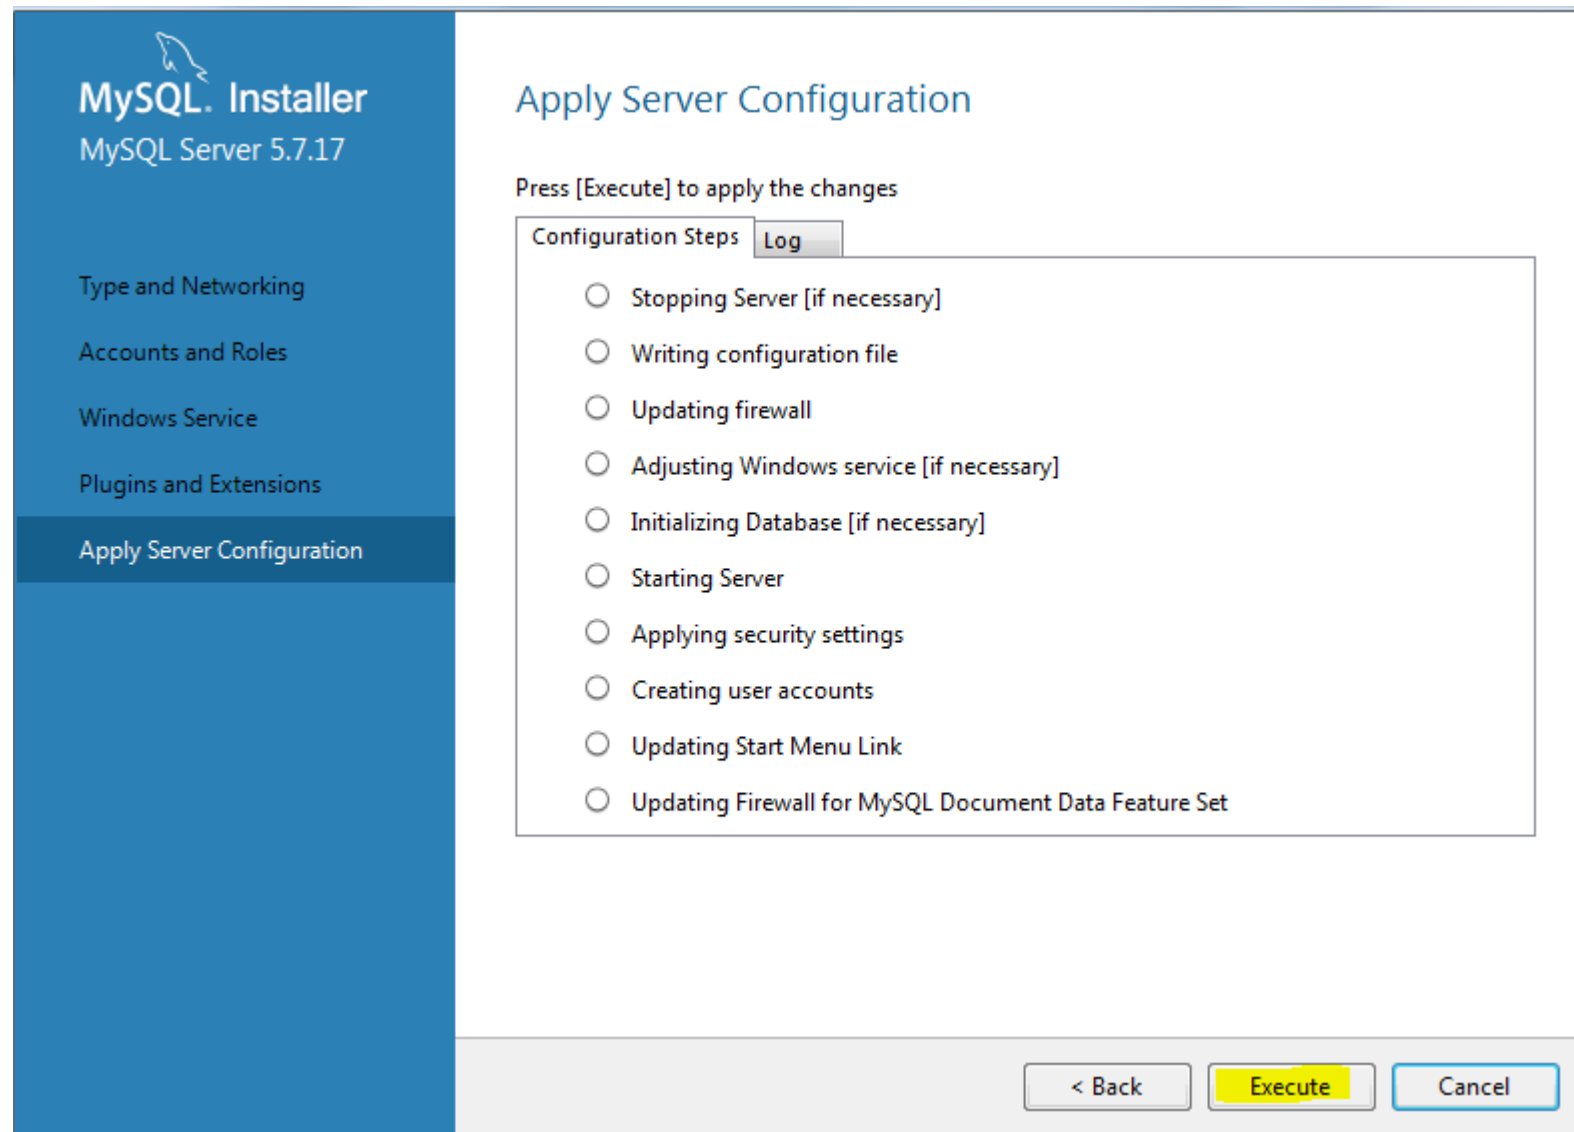 MySQL. Installer
MySQL Server 5.7.17
Type and Networking
Accounts and Roles
Windows Service
Plugins and Extensions
Apply Server Configuration
Apply Server Configuration
Press [Execute] to apply the changes
Configuration Steps Log
Stopping Server [if necessary]
Writing configuration file
Updating firewall
Adjusting Windows service [if necessary]
Initializing Database [if necessary]
Starting Server
Applying security settings
Creating user accounts
Updating Start Menu Link
Updating Firewall for MySQL Document Data Feature Set
< Back Execute Cancel